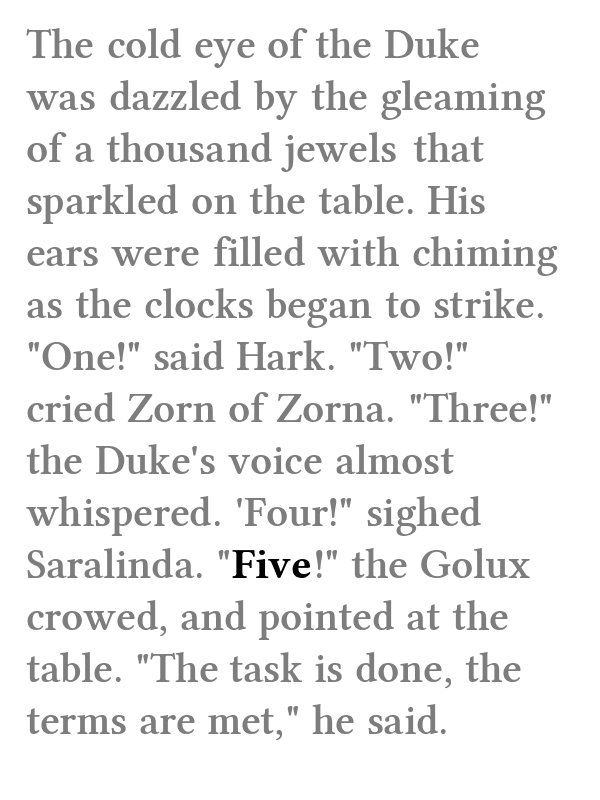 The cold eye of the Duke
was dazzled by the gleaming
of a thousand jewels that
sparkled on the table. His
ears were filled with chiming
as the clocks began to strike.
"One!" said Hark. "Two!"
cried Zorn of Zorna. "Three!"
the Duke's voice almost
whispered. 'Four!" sighed
Saralinda. "Five!" the Golux
crowed, and pointed at the
table. "The task is done, the
terms are met," he said.